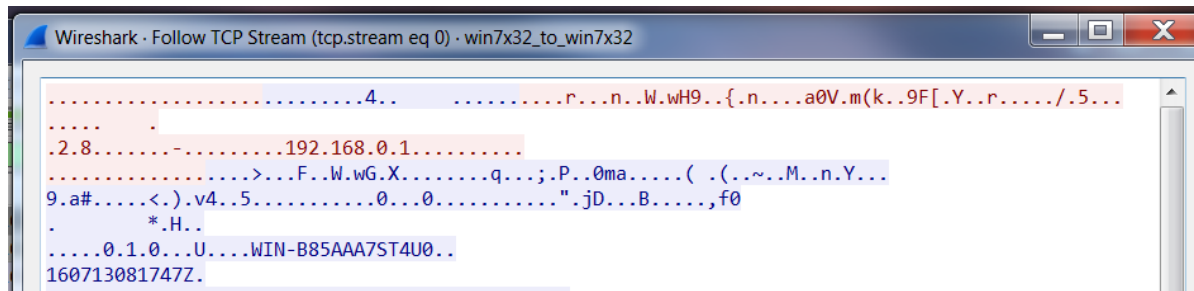 Wireshark · Follow TCP Stream (tcp.stream eq 0) · win7x32_to_win7x32
............................4..     ..........r...n..W.wH9..{.n....a0V.m(k..9F[.Y..r...../.5...
.....    .
.2.8.......-.........192.168.0.1..........
..................>...F..W.wG.X........q...;.P..0ma.....( .(..~..M..n.Y...
9.a#.....<.).v4..5...........0...0...........".jD...B.....,f0
.        *.H..
.....0.1.0...U....WIN-B85AAA7ST4U0..
160713081747Z.